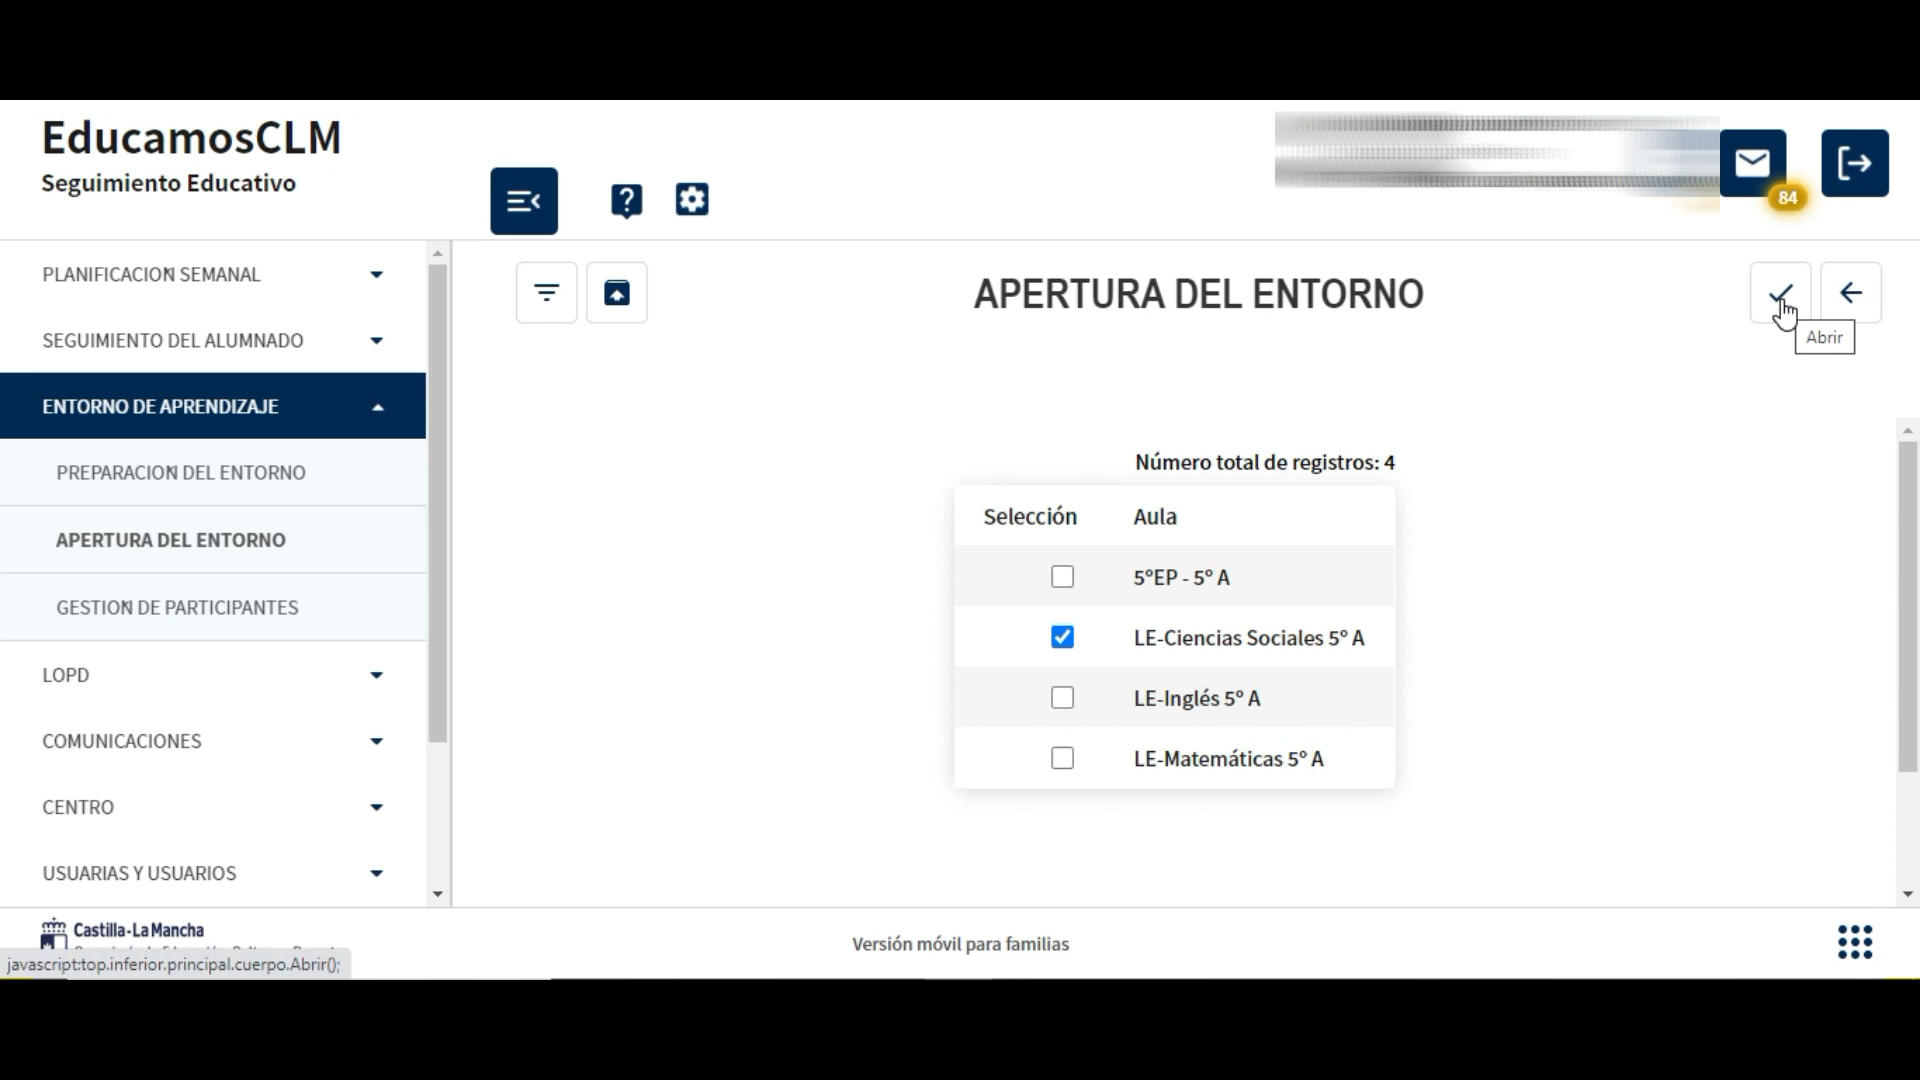 EducamosCLM
Seguimiento Educativo
84
PLANIFICACION SEMANAL
SEGUIMIENTO DEL ALUMNADO
ENTORNO DE APRENDIZAJE
PREPARACION DEL ENTORNO
APERTURA DEL ENTORNO
GESTION DE PARTICIPANTES
LOPD
COMUNICACIONES
CENTRO
USUARIAS Y USUARIOS
APERTURA DEL ENTORNO
Abrir
Número total de registros: 4
Selección Aula
5ºEP - 5º A
LE-Ciencias Sociales 5º A
LE-Inglés 5º A
LE-Matemáticas 5º A
Castilla-La Mancha
javascript:top.inferior.principal.cuerpo.Abrir();
Versión móvil para familias